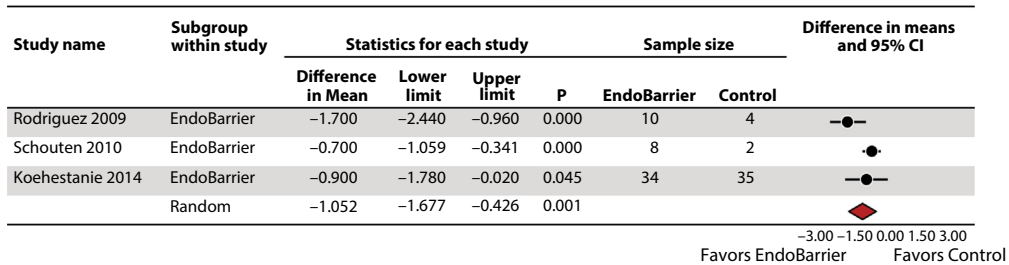 Study name Subgroup within study Statistics for each study Sample size Difference in means and 95% CI
Difference in Mean Lower limit Upper limit P EndoBarrier Control
Rodriguez 2009 EndoBarrier −1.700 −2.440 −0.960 0.000 10 4
Schouten 2010 EndoBarrier −0.700 −1.059 −0.341 0.000 8 2
Koehestanie 2014 EndoBarrier −0.900 −1.780 −0.020 0.045 34 35
Random −1.052 −1.677 −0.426 0.001
−3.00 −1.50 0.00 1.50 3.00
Favors EndoBarrier Favors Control